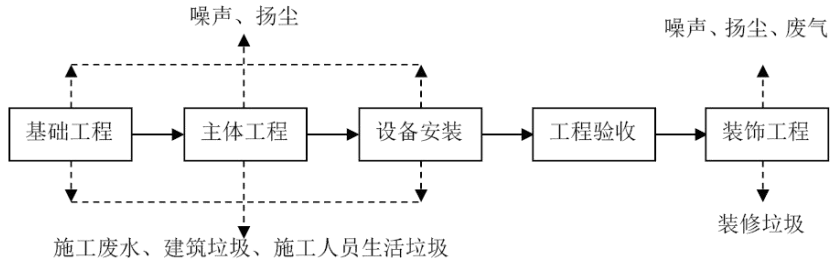 噪声、扬尘
噪声、扬尘、废气
基础工程
主体工程
设备安装
工程验收
装饰工程
装修垃圾
施工废水、建筑垃圾、施工人员生活垃圾